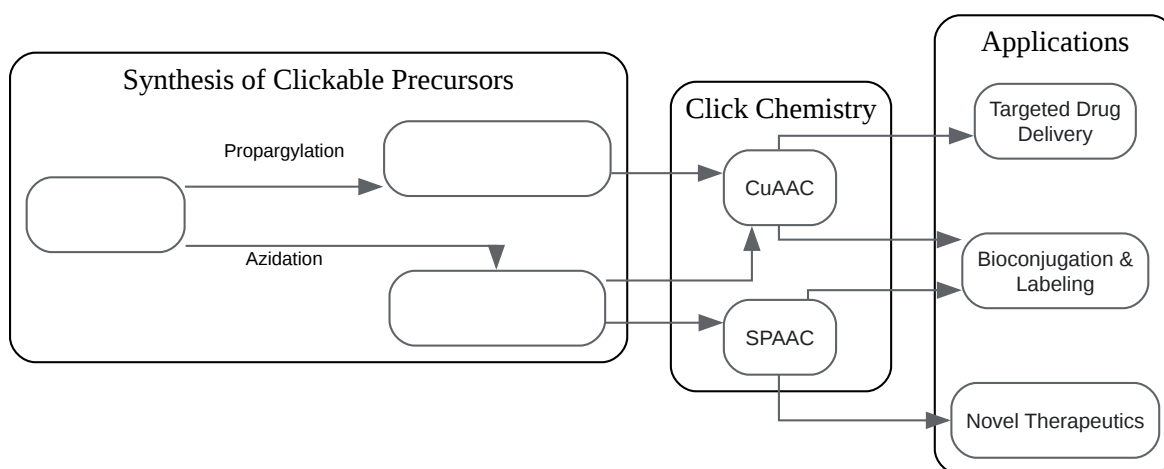 Synthesis of Clickable Precursors
Propargylation
Azidation
Click Chemistry
CuAAC
SPAAC
Applications
Targeted Drug
Delivery
Bioconjugation &
Labeling
Novel Therapeutics